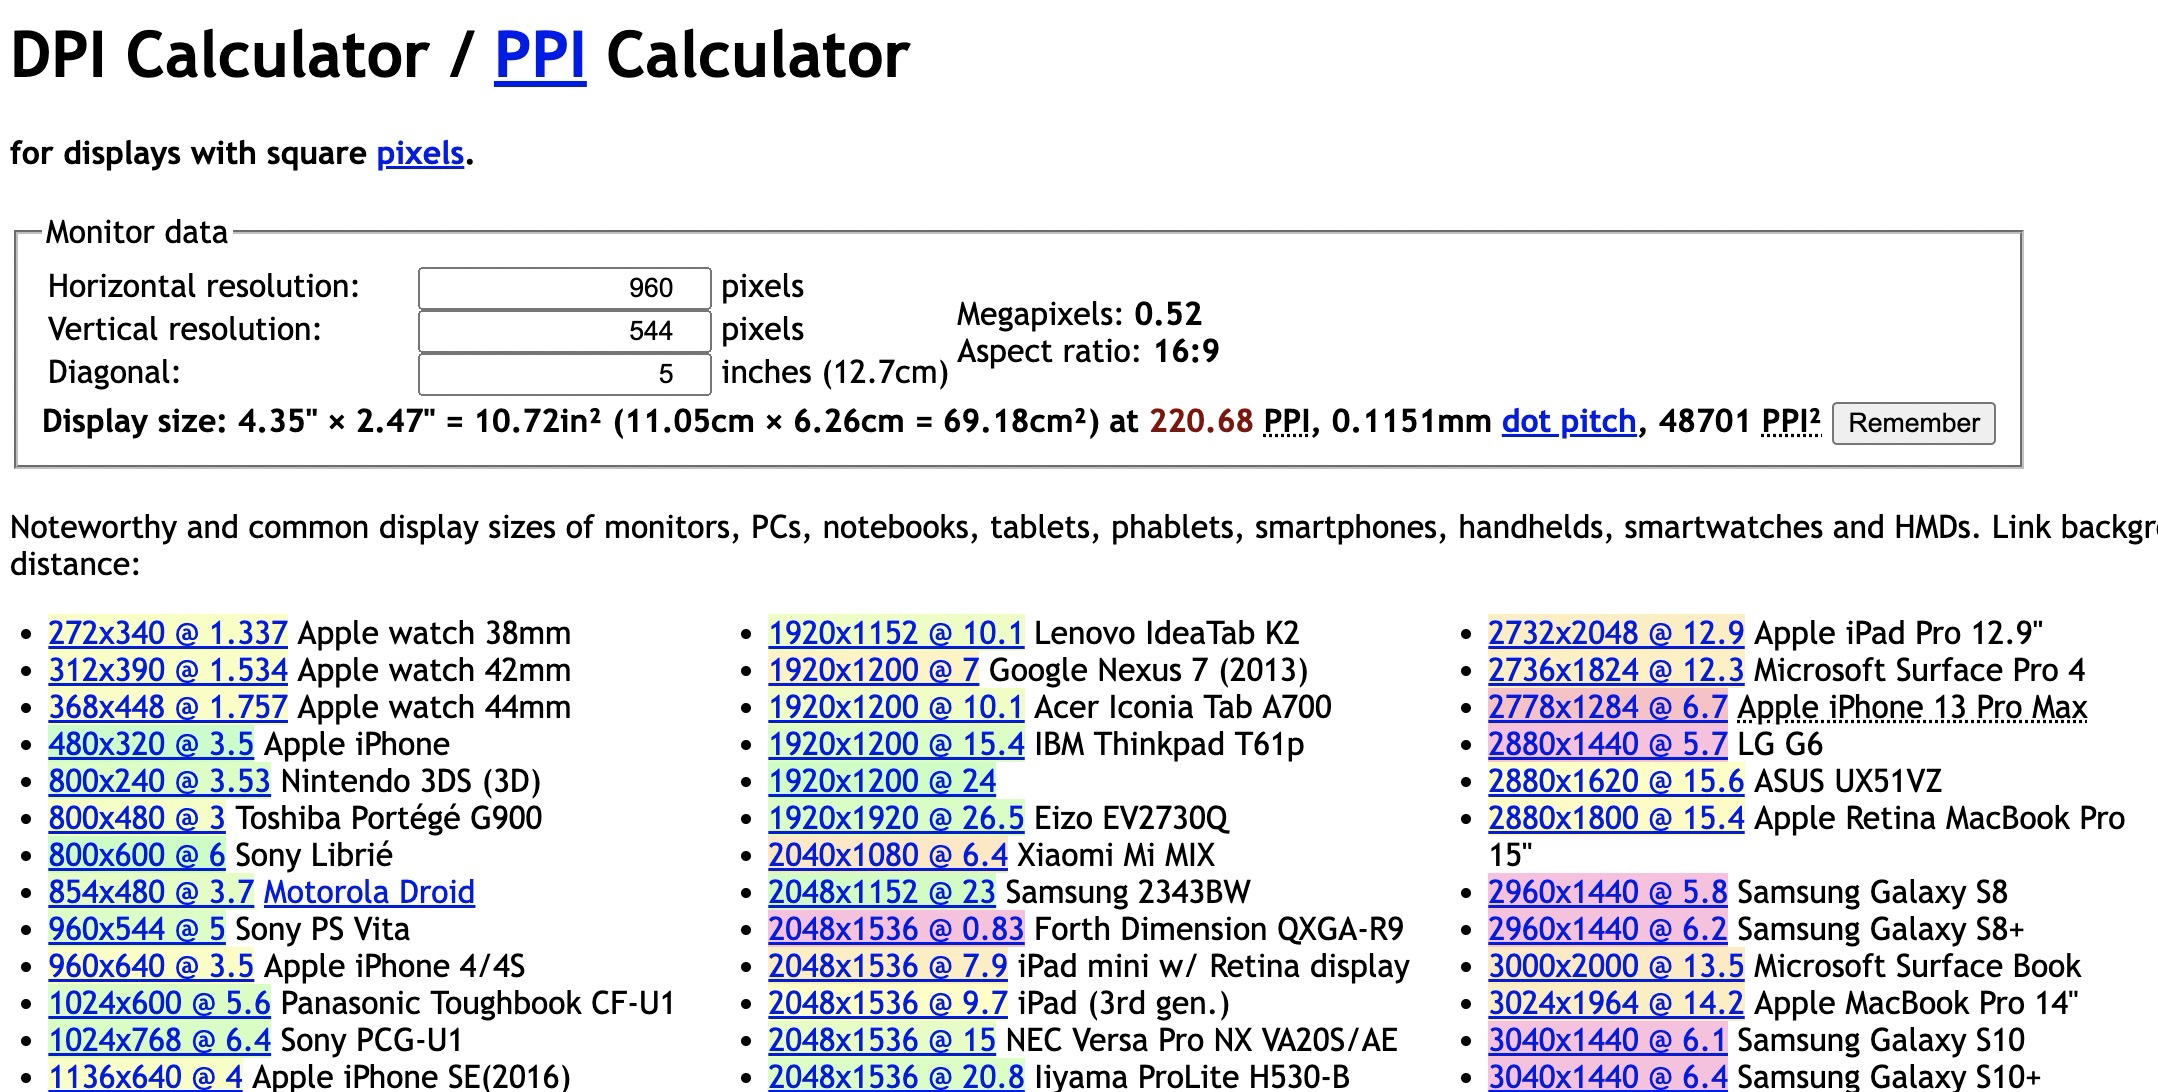 DPI Calculator / PPI Calculator
for displays with square pixels.
Monitor data
Horizontal resolution: 960 pixels
Vertical resolution: 544 pixels
Diagonal: 5 inches (12.7cm)
Megapixels: 0.52
Aspect ratio: 16:9
Display size: 4.35" × 2.47" = 10.72in² (11.05cm × 6.26cm = 69.18cm²) at 220.68 PPI, 0.1151mm dot pitch, 48701 PPI² Remember
Noteworthy and common display sizes of monitors, PCs, notebooks, tablets, phablets, smartphones, handhelds, smartwatches and HMDs. Link backgr
distance:
• 272x340 @ 1.337 Apple watch 38mm
• 312x390 @ 1.534 Apple watch 42mm
• 368x448 @ 1.757 Apple watch 44mm
• 480x320 @ 3.5 Apple iPhone
• 800x240 @ 3.53 Nintendo 3DS (3D)
• 800x480 @ 3 Toshiba Portégé G900
• 800x600 @ 6 Sony Librié
• 854x480 @ 3.7 Motorola Droid
• 960x544 @ 5 Sony PS Vita
• 960x640 @ 3.5 Apple iPhone 4/4S
• 1024x600 @ 5.6 Panasonic Toughbook CF-U1
• 1024x768 @ 6.4 Sony PCG-U1
• 1136x640 @ 4 Apple iPhone SE(2016)
• 1920x1152 @ 10.1 Lenovo IdeaTab K2
• 1920x1200 @ 7 Google Nexus 7 (2013)
• 1920x1200 @ 10.1 Acer Iconia Tab A700
• 1920x1200 @ 15.4 IBM Thinkpad T61p
• 1920x1200 @ 24
• 1920x1920 @ 26.5 Eizo EV2730Q
• 2040x1080 @ 6.4 Xiaomi Mi MIX
• 2048x1152 @ 23 Samsung 2343BW
• 2048x1536 @ 0.83 Forth Dimension QXGA-R9
• 2048x1536 @ 7.9 iPad mini w/ Retina display
• 2048x1536 @ 9.7 iPad (3rd gen.)
• 2048x1536 @ 15 NEC Versa Pro NX VA20S/AE
• 2048x1536 @ 20.8 Iiyama ProLite H530-B
• 2732x2048 @ 12.9 Apple iPad Pro 12.9"
• 2736x1824 @ 12.3 Microsoft Surface Pro 4
• 2778x1284 @ 6.7 Apple iPhone 13 Pro Max
• 2880x1440 @ 5.7 LG G6
• 2880x1620 @ 15.6 ASUS UX51VZ
• 2880x1800 @ 15.4 Apple Retina MacBook Pro
15"
• 2960x1440 @ 5.8 Samsung Galaxy S8
• 2960x1440 @ 6.2 Samsung Galaxy S8+
• 3000x2000 @ 13.5 Microsoft Surface Book
• 3024x1964 @ 14.2 Apple MacBook Pro 14"
• 3040x1440 @ 6.1 Samsung Galaxy S10
• 3040x1440 @ 6.4 Samsung Galaxy S10+